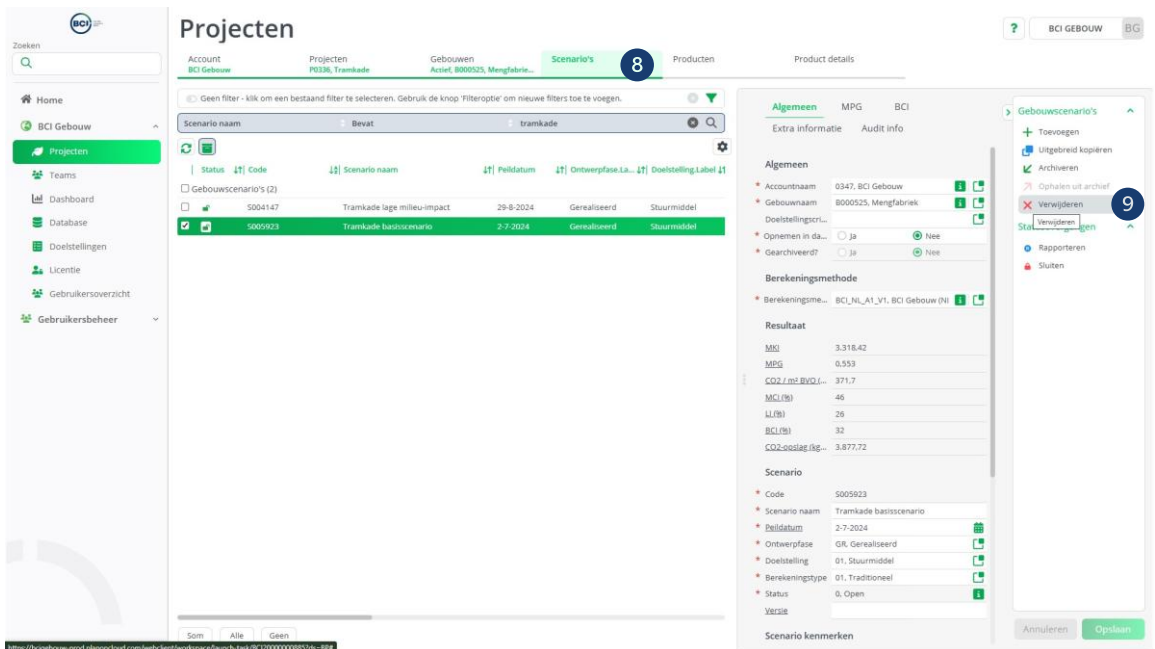 BCI
Projecten
?
BCI GEBOUW
BG
Zoeken
Account
BCI Gebouw
Projecten
P0336, Tramkade
Gebouwen
Actief, B000525, Mengfabrie...
Scenario's
8
Producten
Product details
Home
BCI Gebouw
Projecten
Teams
Dashboard
Database
Doelstellingen
Licentie
Gebruikersoverzicht
Gebruikersbeheer
Geen filter - klik om een bestaand filter te selecteren. Gebruik de knop 'Filteroptie' om nieuwe filters toe te voegen.
Scenario naam Bevat tramkade
Status Code Scenario naam Peildatum Ontwerpfase.La... Doelstelling.Label
Gebouwscenario's (2)
S004147 Tramkade lage milieu-impact 29-8-2024 Gerealiseerd Stuurmiddel
S005923 Tramkade basisscenario 2-7-2024 Gerealiseerd Stuurmiddel
Som Alle Geen
Algemeen MPG BCI
Extra informatie Audit info
Algemeen
* Accountnaam 0347, BCI Gebouw
* Gebouwnaam B000525, Mengfabriek
Doelstellingscri...
* Opnemen in da... Ja Nee
* Gearchiveerd? Ja Nee
Berekeningsmethode
* Berekeningsme... BCI_NL_A1_V1, BCI Gebouw (NI
Resultaat
MKI 3.318,42
MPG 0,553
CO2 / m² BVO (... 371,7
MCI (%) 46
LI (%) 26
BCI (%) 32
CO2-opslag (kg... 3.877,72
Scenario
* Code S005923
* Scenario naam Tramkade basisscenario
* Peildatum 2-7-2024
* Ontwerpfase GR, Gerealiseerd
* Doelstelling 01, Stuurmiddel
* Berekeningstype 01, Traditioneel
* Status 0, Open
Versie
Scenario kenmerken
Gebouwscenario's
Toevoegen
Uitgebreid kopiëren
Archiveren
Ophalen uit archief
Verwijderen
9
Verwijderen
Rapporteren
Sluiten
Annuleren Opslaan